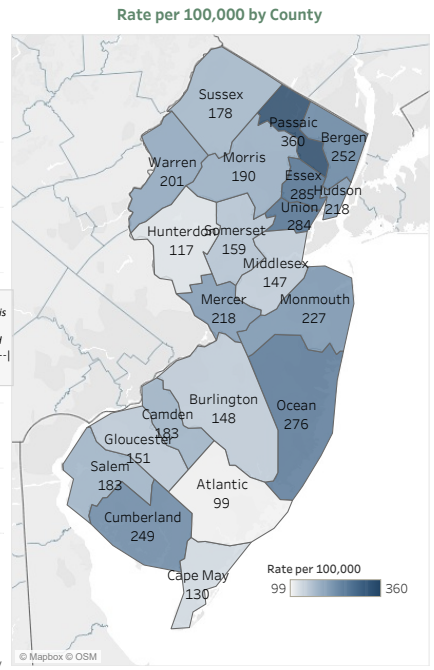 Rate per 100,000 by County
Sussex
178
Passaic
360
Bergen
252
Warren
201
Morris
190
Essex
285
Hudson
218
Union
284
Hunterdon
117
Somerset
159
Middlesex
147
Mercer
218
Monmouth
227
Burlington
148
Ocean
276
Camden
183
Gloucester
151
Salem
183
Atlantic
99
Cumberland
249
Cape May
130
Rate per 100,000
99 360
is
© Mapbox © OSM